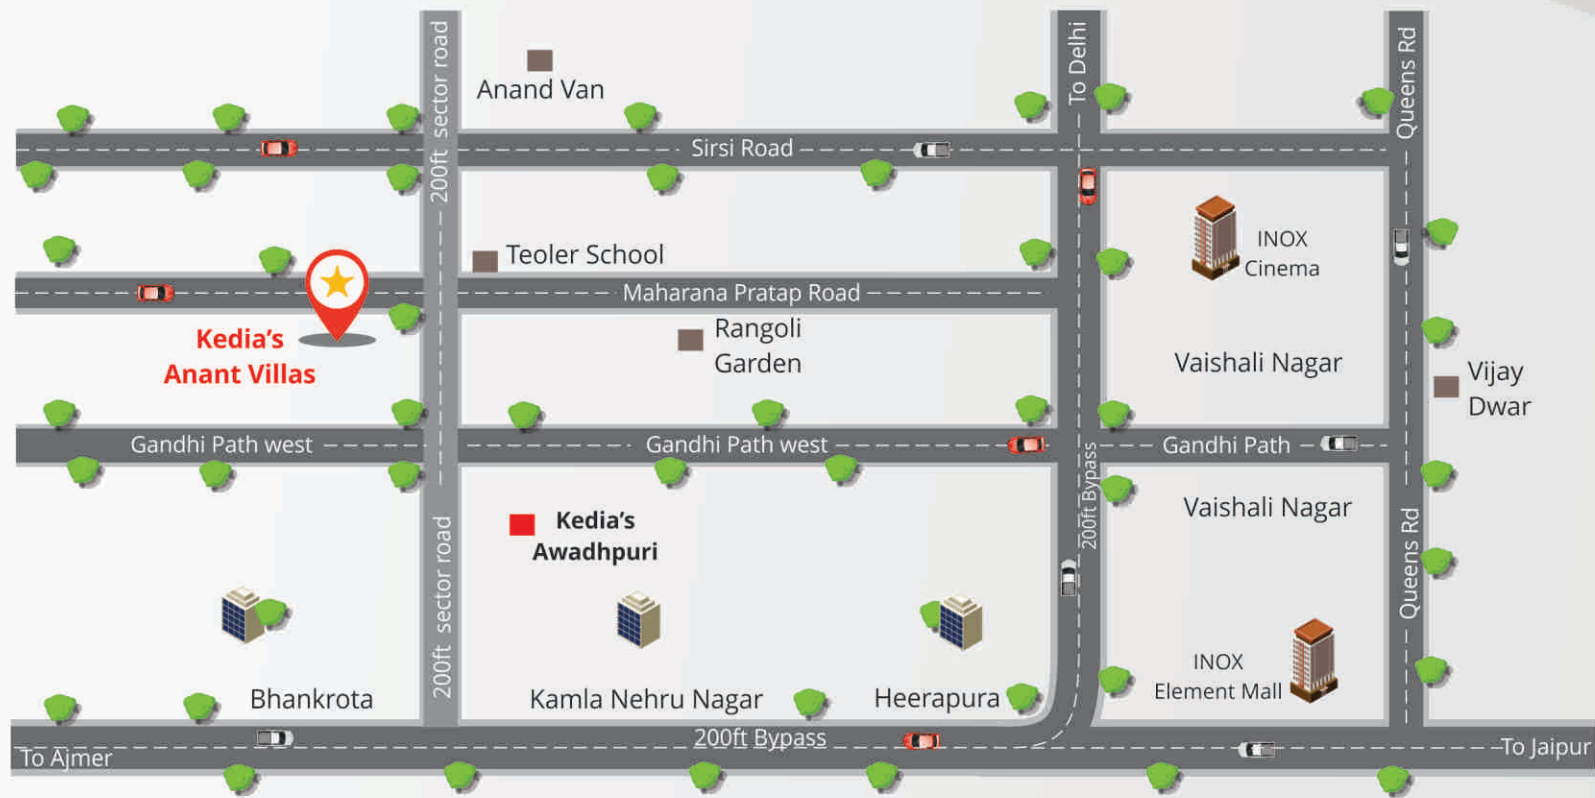 200ft sector road
To Delhi
Queens Rd
Anand Van
Sirsi Road
Teoler School
INOX
Cinema
Maharana Pratap Road
Kedia's
Anant Villas
Rangoli
Garden
Vaishali Nagar
Vijay
Dwar
Gandhi Path west
Gandhi Path west
Gandhi Path
200ft Bypass
Vaishali Nagar
Kedia's
Awadhpuri
200ft sector road
Queens Rd
INOX
Element Mall
Bhankrota
Kamla Nehru Nagar
Heerapura
200ft Bypass
To Ajmer
To Jaipur